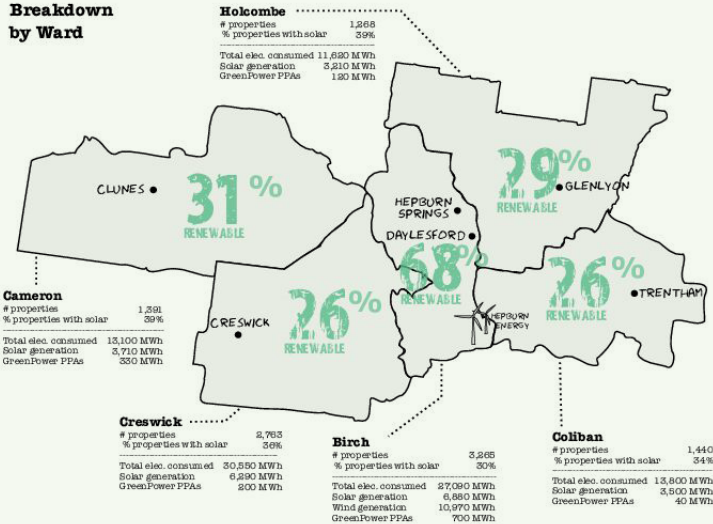 Breakdown
by Ward
Holcombe
# properties 1,268
% properties with solar 39%
Total elec. consumed 11,620 MWh
Solar generation 3,210 MWh
GreenPower PPAs 120 MWh
CLUNES
31%
RENEWABLE
HEPBURN
SPRINGS
DAYLESFORD
68%
RENEWABLE
29%
RENEWABLE
GLENLYON
26%
RENEWABLE
TRENTHAM
HEPBURN
ENERGY
CRESWICK
26%
RENEWABLE
Cameron
# properties 1,391
% properties with solar 39%
Total elec. consumed 13,100 MWh
Solar generation 3,710 MWh
GreenPower PPAs 330 MWh
Creswick
# properties 2,763
% properties with solar 36%
Total elec. consumed 30,550 MWh
Solar generation 6,290 MWh
GreenPower PPAs 200 MWh
Birch
# properties 3,265
% properties with solar 30%
Total elec. consumed 27,090 MWh
Solar generation 6,880 MWh
Wind generation 10,970 MWh
GreenPower PPAs 700 MWh
Coliban
# properties 1,440
% properties with solar 34%
Total elec. consumed 13,800 MWh
Solar generation 3,500 MWh
GreenPower PPAs 40 MWh